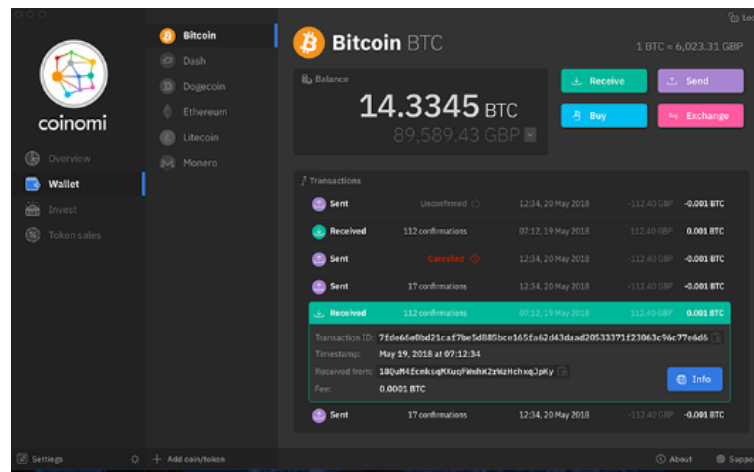 coinomi
Overview
Wallet
Invest
Token sales
Settings
Bitcoin
Dash
Dogecoin
Ethereum
Litecoin
Monero
Add coin/token
Bitcoin BTC
1 BTC ≈ 6,023.31 GBP
Balance
14.3345 BTC
89,589.43 GBP
Receive
Send
Buy
Exchange
Transactions
Sent Unconfirmed 12:34, 20 May 2018 -112.40 GBP -0.001 BTC
Received 112 confirmations 07:12, 19 May 2018 112.40 GBP 0.001 BTC
Sent Cancelled 12:34, 20 May 2018 -112.40 GBP -0.001 BTC
Sent 17 confirmations 12:34, 20 May 2018 -112.40 GBP -0.001 BTC
Received 112 confirmations 07:12, 19 May 2018 112.40 GBP 0.001 BTC
Transaction ID:
Timestamp: May 19, 2018 at 07:12:34
Received from:
Fee: 0.0001 BTC
Info
Sent 17 confirmations 12:34, 20 May 2018 -112.40 GBP -0.001 BTC
About